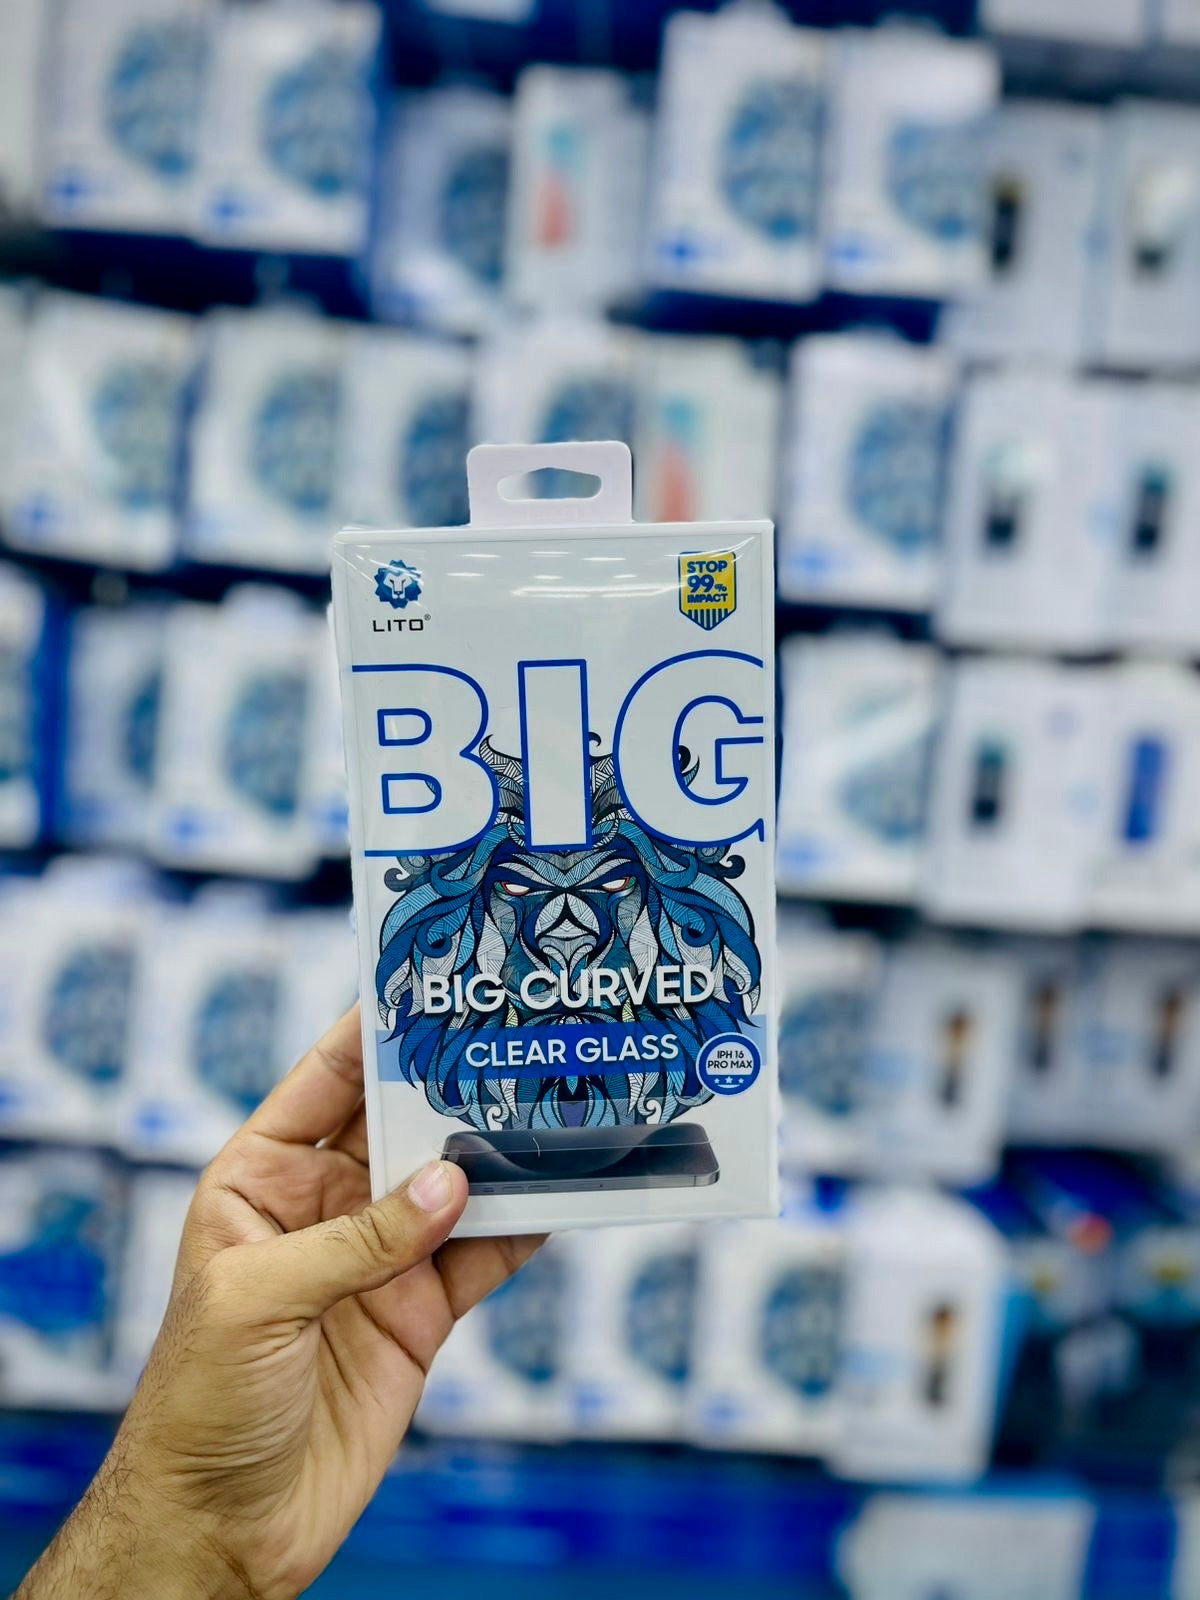 LITO®
STOP
99%
IMPACT
BIG
BIG CURVED
CLEAR GLASS
IPH 16
PRO MAX